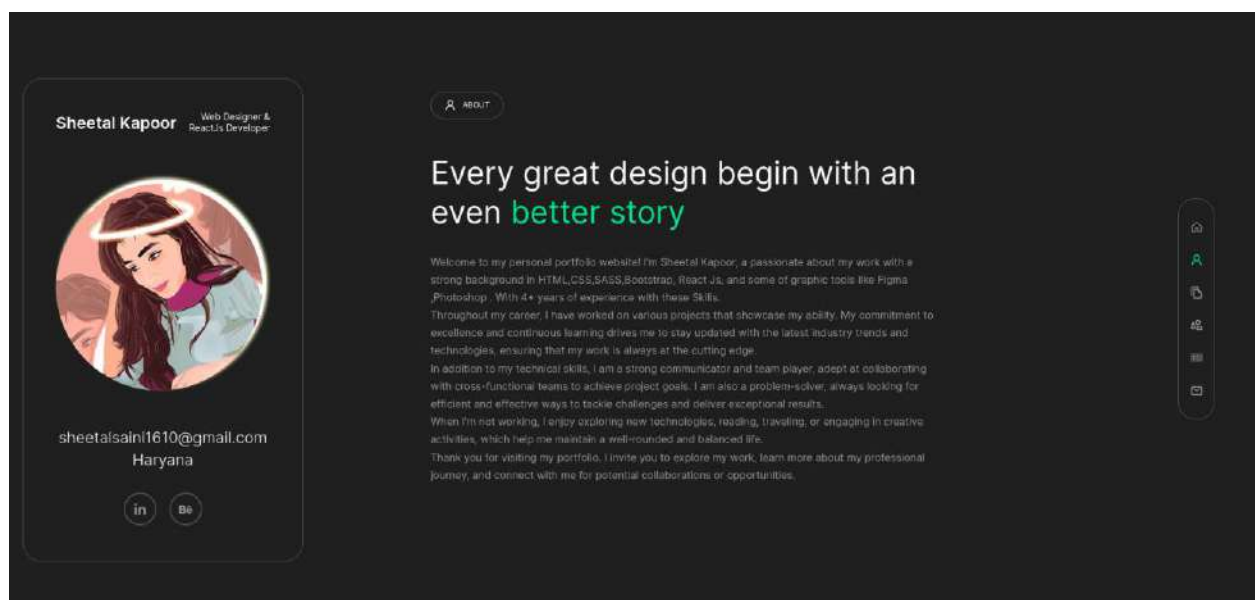 Sheetal Kapoor
Web Designer &
ReactJs Developer
sheetalsaini1610@gmail.com
Haryana
in
Bē
ABOUT
Every great design begin with an
even better story
Welcome to my personal portfolio website! I'm Sheetal Kapoor, a passionate about my work with a
strong background in HTML,CSS,SASS,Bootstrap, React Js, and some of graphic tools like Figma
,Photoshop . With 4+ years of experience with these Skills.
Throughout my career, I have worked on various projects that showcase my ability. My commitment to
excellence and continuous learning drives me to stay updated with the latest industry trends and
technologies, ensuring that my work is always at the cutting edge.
In addition to my technical skills, I am a strong communicator and team player, adept at collaborating
with cross-functional teams to achieve project goals. I am also a problem-solver, always looking for
efficient and effective ways to tackle challenges and deliver exceptional results.
When I'm not working, I enjoy exploring new technologies, reading, traveling, or engaging in creative
activities, which help me maintain a well-rounded and balanced life.
Thank you for visiting my portfolio. I invite you to explore my work, learn more about my professional
journey, and connect with me for potential collaborations or opportunities.